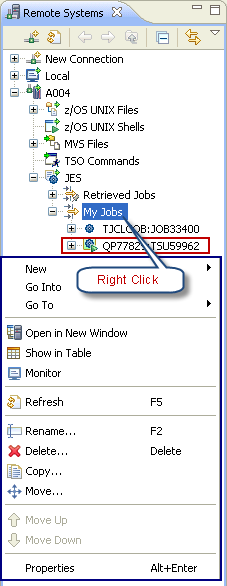 Remote Systems
New Connection
Local
A004
z/OS UNIX Files
z/OS UNIX Shells
MVS Files
TSO Commands
JES
Retrieved Jobs
My Jobs
TJCLQOB:JOB33400
TSU59962
Right Click
New
Go Into
Go To
Open in New Window
Show in Table
Monitor
Refresh F5
Rename... F2
Delete... Delete
Copy...
Move...
Move Up
Move Down
Properties Alt+Enter